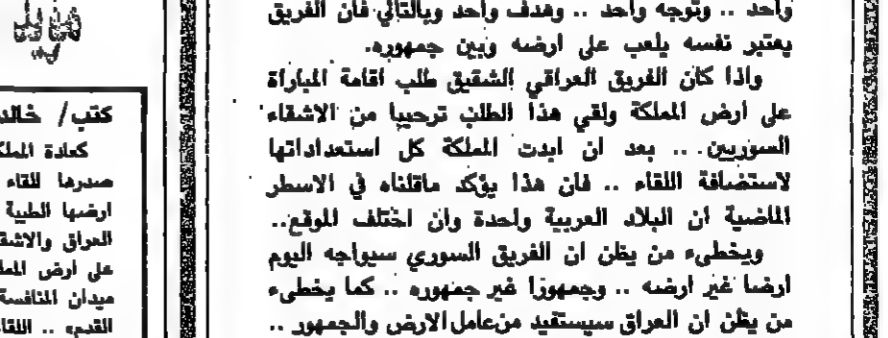 واحد .. وتوجه واحد .. وهدف واحد وبالتالي فان الفريق
يعتبر نفسه يلعب على ارضه وبين جمهوره.
واذا كان الفريق العراقي الشقيق طلب اقامة المباراة
على ارض المملكة ولقي هذا الطلب ترحيبا من الاشقاء
السوريين .. بعد ان ابدت المملكة كل استعداداتها
لاستضافة اللقاء .. فان هذا يؤكد ماقلناه في الاسطر
الماضية ان البلاد العربية واحدة وان اختلف الموقع..
ويخطىء من يظن ان الفريق السوري سيواجه اليوم
ارضا غير ارضه .. وجمهورا غير جمهوره .. كما يخطىء
من يظن ان العراق سيستفيد من عامل الارض والجمهور ..
كتب/ خالد
كعادة المملكة
صدرها للقاء
ارضها الطيبة
العراق والاشقاء
على ارض
ميدان المنافسة
القدم» .. اللقاء